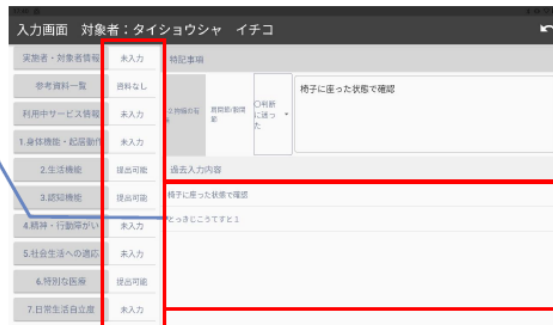 入力画面 対象者：タイショウシャ イチコ
実施者・対象者情報 未入力 特記事項
参考資料一覧 資料なし
利用中サービス情報 未入力
1.身体機能・起居動作 未入力
2.生活機能 提出可能
3.認知機能 提出可能
4.精神・行動障がい 未入力
5.社会生活への適応 未入力
6.特別な医療 提出可能
7.日常生活自立度 未入力
〇判断に迷った
椅子に座った状態で確認
過去入力内容
椅子に座った状態で確認
とっきじこうてすと１